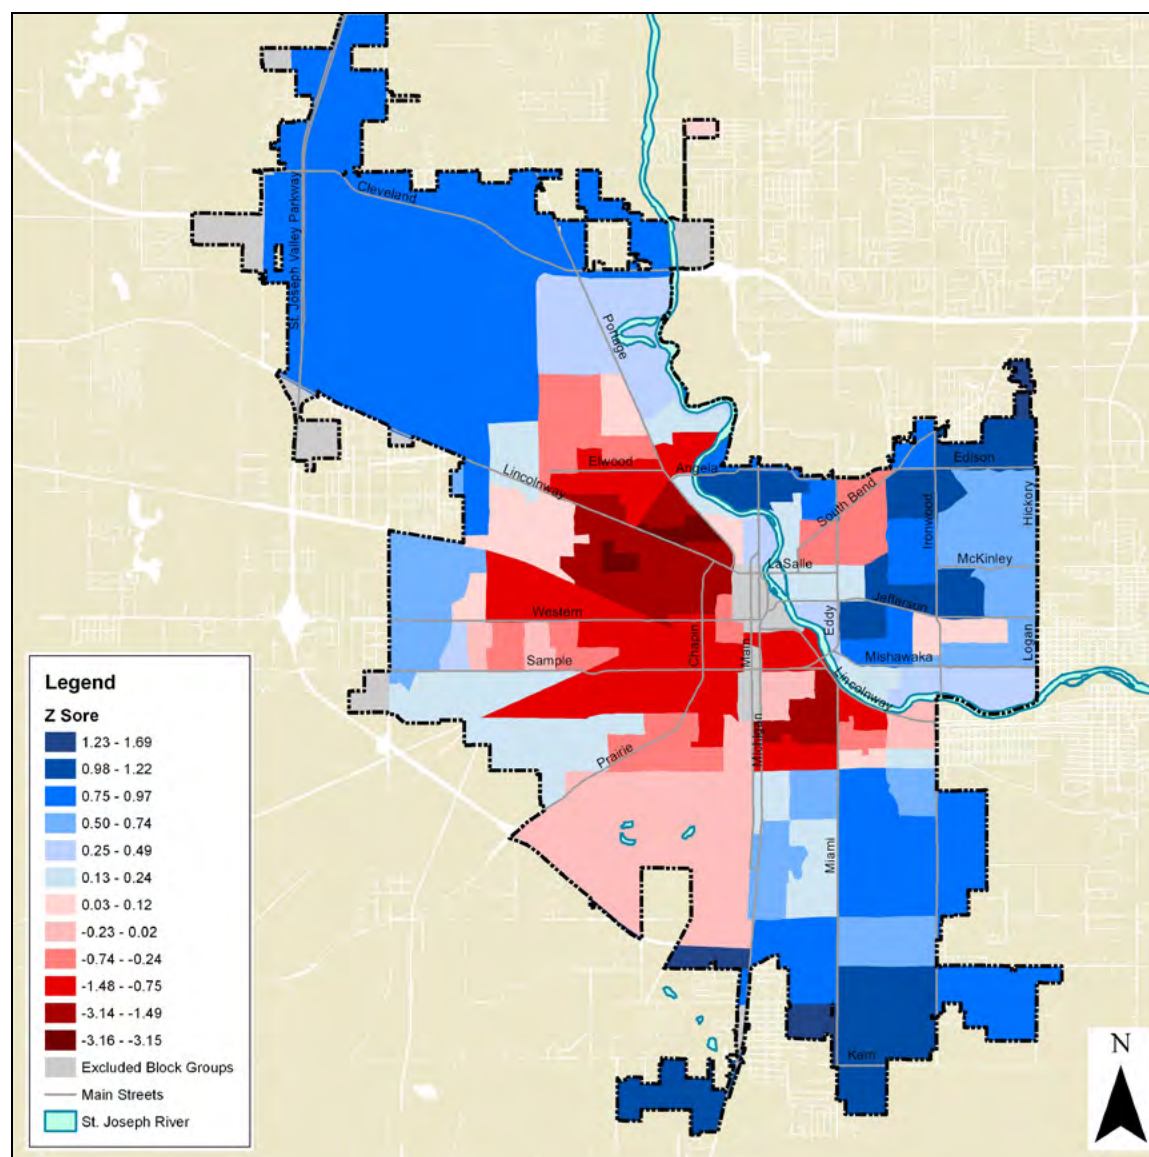 Cleveland
St. Joseph Valley Parkway
Portage
Elwood
Angela
Lincolnway
Edison
South Bend
Ironwood
Hickory
McKinley
LaSalle
Jefferson
Western
Eddy
Chapin
Main
Mishawaka
Logan
Sample
Lincolnway
Prairie
Michigan
Miami
Kern
Legend
Z Sore
1.23 - 1.69
0.98 - 1.22
0.75 - 0.97
0.50 - 0.74
0.25 - 0.49
0.13 - 0.24
0.03 - 0.12
-0.23 - 0.02
-0.74 - -0.24
-1.48 - -0.75
-3.14 - -1.49
-3.16 - -3.15
Excluded Block Groups
Main Streets
St. Joseph River
N